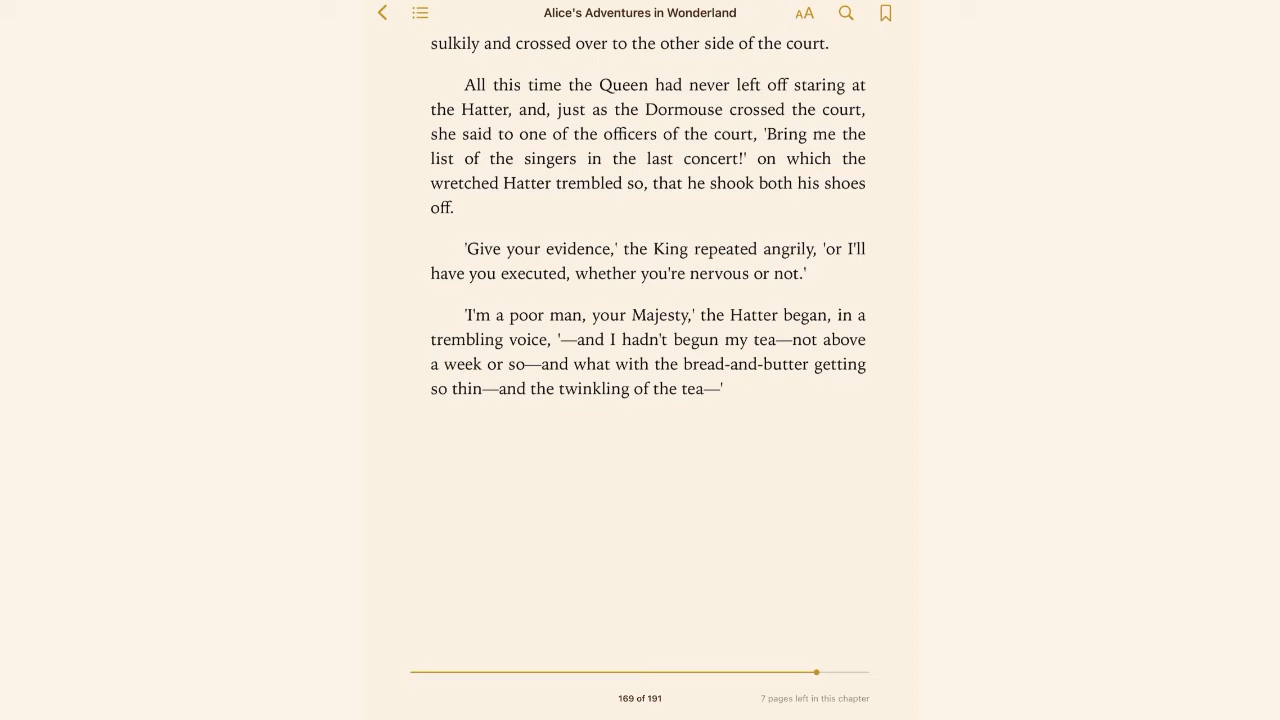 Alice's Adventures in Wonderland
AA
sulkily and crossed over to the other side of the court.
All this time the Queen had never left off staring at
the Hatter, and, just as the Dormouse crossed the court,
she said to one of the officers of the court, 'Bring me the
list of the singers in the last concert!' on which the
wretched Hatter trembled so, that he shook both his shoes
off.
'Give your evidence,' the King repeated angrily, 'or I'll
have you executed, whether you're nervous or not.'
'I'm a poor man, your Majesty,' the Hatter began, in a
trembling voice, '—and I hadn't begun my tea—not above
a week or so—and what with the bread-and-butter getting
so thin—and the twinkling of the tea—'
169 of 191
7 pages left in this chapter